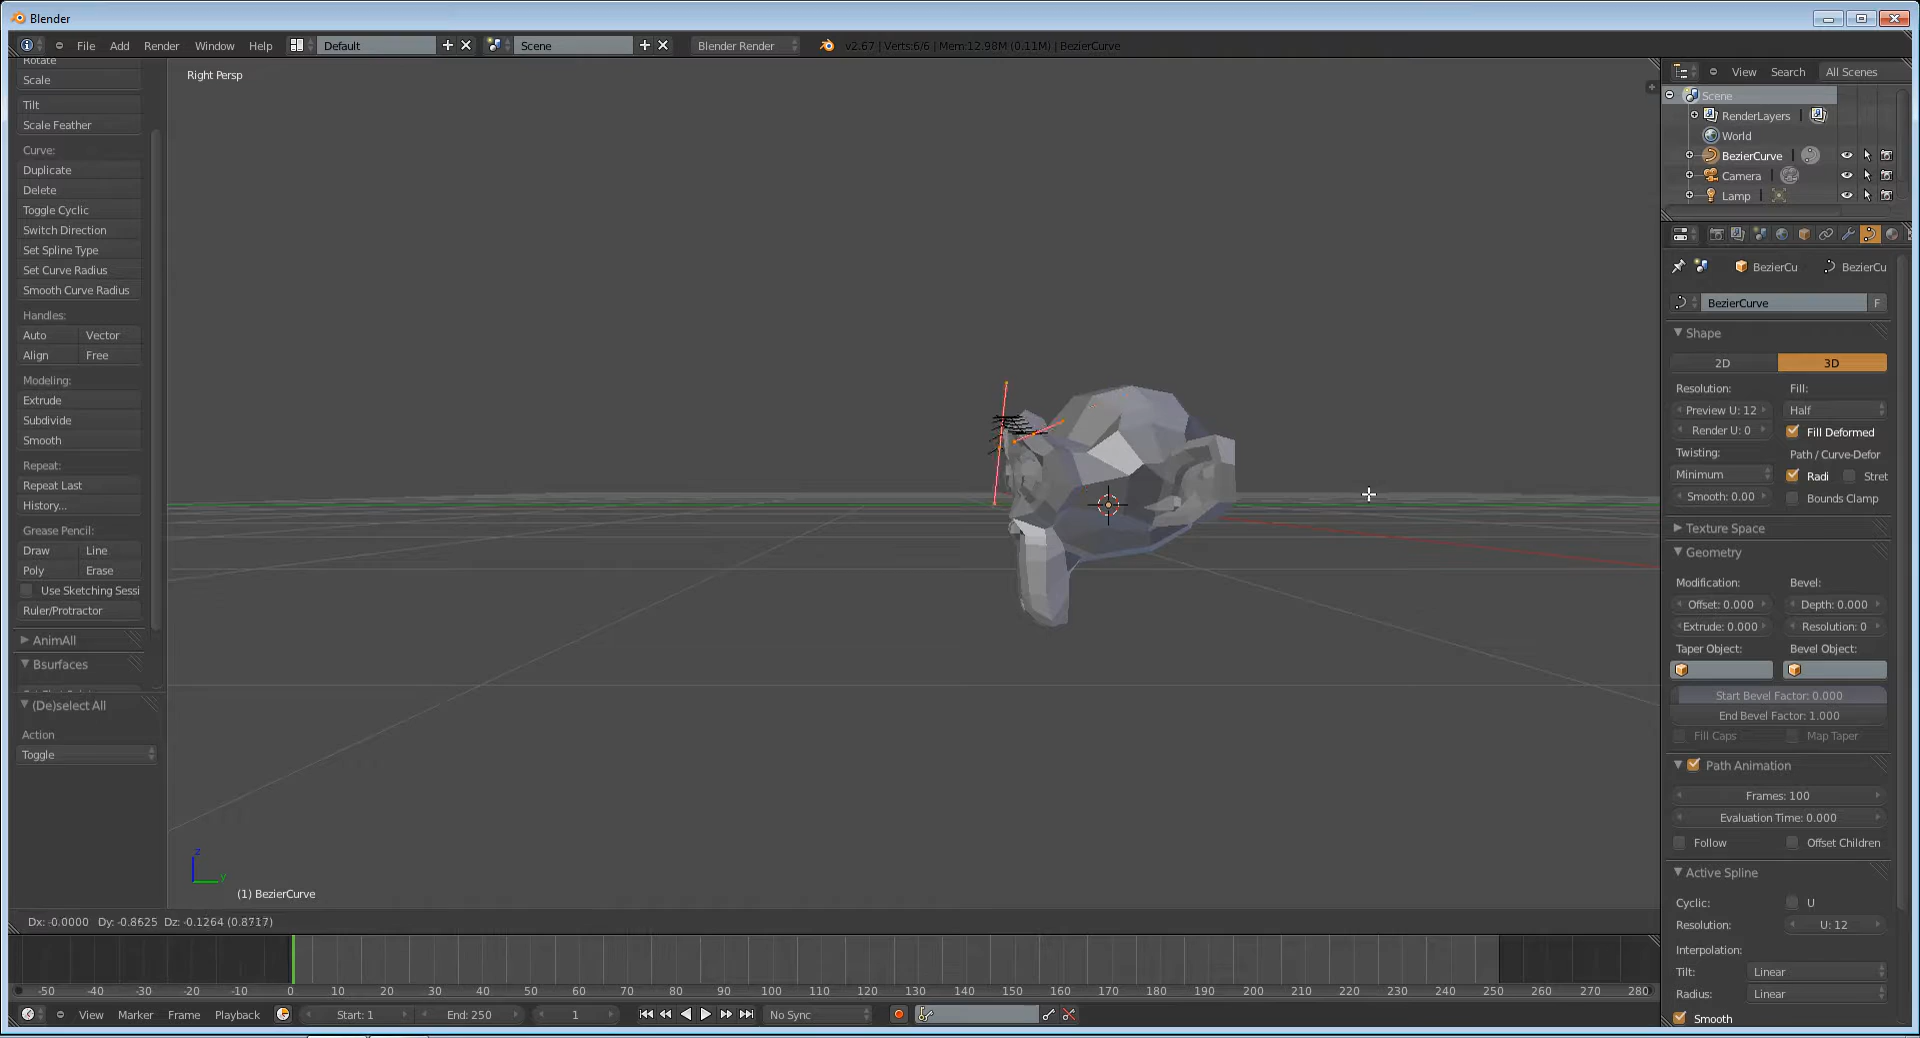 Blender
File Add Render Window Help Default Scene Blender Render v2.67 | Verts:6/6 | Mem:12.98M (0.11M) | BezierCurve
Rotate
Scale
Tilt
Scale Feather
Curve:
Duplicate
Delete
Toggle Cyclic
Switch Direction
Set Spline Type
Set Curve Radius
Smooth Curve Radius
Handles:
Auto Vector
Align Free
Modeling:
Extrude
Subdivide
Smooth
Repeat:
Repeat Last
History...
Grease Pencil:
Draw Line
Poly Erase
Use Sketching Sessi
Ruler/Protractor
AnimAll
Bsurfaces
(De)select All
Action
Toggle
Right Persp
z
y
(1) BezierCurve
Dx: -0.0000 Dy: -0.8625 Dz: -0.1264 (0.8717)
View Search All Scenes
Scene
RenderLayers
World
BezierCurve
Camera
Lamp
BezierCu BezierCu
BezierCurve F
Shape
2D 3D
Resolution: Fill:
Preview U: 12 Half
Render U: 0 Fill Deformed
Twisting: Path / Curve-Defor
Minimum Radi Stret
Smooth: 0.00 Bounds Clamp
Texture Space
Geometry
Modification: Bevel:
Offset: 0.000 Depth: 0.000
Extrude: 0.000 Resolution: 0
Taper Object: Bevel Object:
Start Bevel Factor: 0.000
End Bevel Factor: 1.000
Fill Caps Map Taper
Path Animation
Frames: 100
Evaluation Time: 0.000
Follow Offset Children
Active Spline
Cyclic: U
Resolution: U: 12
Interpolation:
Tilt: Linear
Radius: Linear
Smooth
-50 -40 -30 -20 -10 0 10 20 30 40 50 60 70 80 90 100 110 120 130 140 150 160 170 180 190 200 210 220 230 240 250 260 270 280
View Marker Frame Playback Start: 1 End: 250 1 No Sync